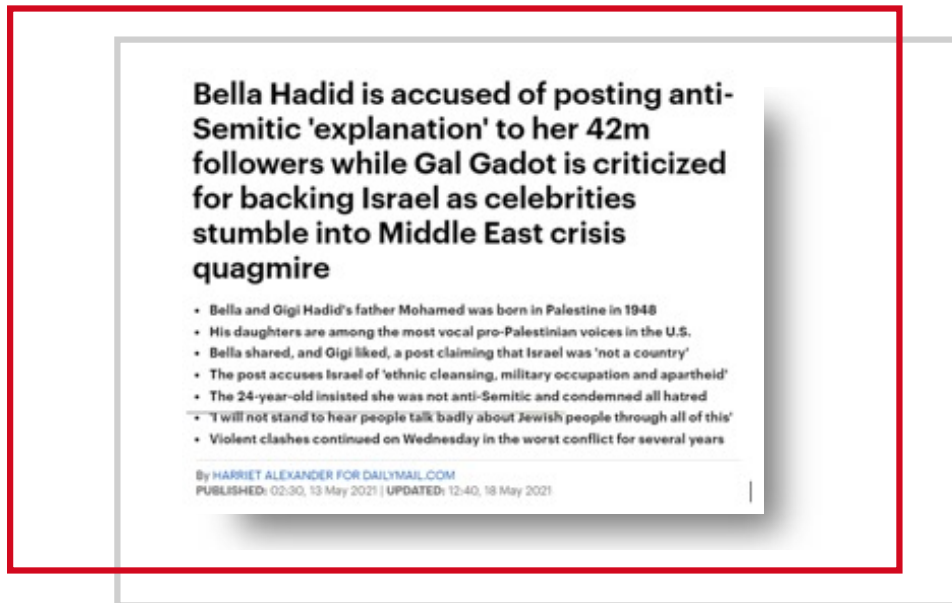 Bella Hadid is accused of posting anti-
Semitic 'explanation' to her 42m
followers while Gal Gadot is criticized
for backing Israel as celebrities
stumble into Middle East crisis
quagmire
• Bella and Gigi Hadid's father Mohamed was born in Palestine in 1948
• His daughters are among the most vocal pro-Palestinian voices in the U.S.
• Bella shared, and Gigi liked, a post claiming that Israel was 'not a country'
• The post accuses Israel of 'ethnic cleansing, military occupation and apartheid'
• The 24-year-old insisted she was not anti-Semitic and condemned all hatred
• 'I will not stand to hear people talk badly about Jewish people through all of this'
• Violent clashes continued on Wednesday in the worst conflict for several years
By HARRIET ALEXANDER FOR DAILYMAIL.COM
PUBLISHED: 02:30, 13 May 2021 | UPDATED: 12:40, 18 May 2021